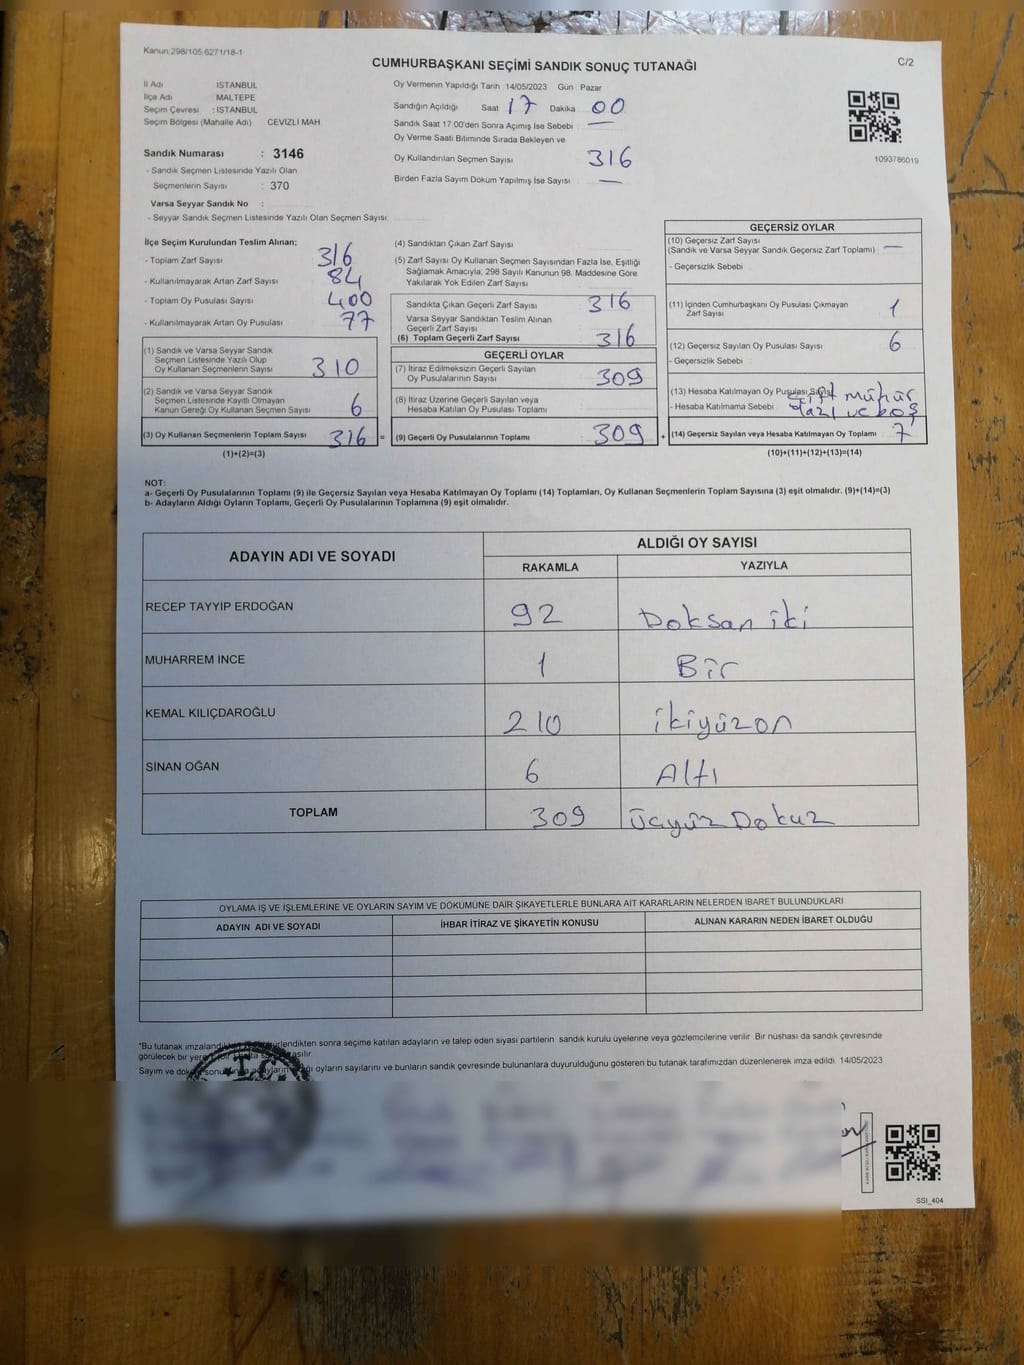 Kanun:298/105,6271/18-1
CUMHURBAŞKANI SEÇİMİ SANDIK SONUÇ TUTANAĞI
C/2
İl Adı İSTANBUL
İlçe Adı MALTEPE
Seçim Çevresi : İSTANBUL
Seçim Bölgesi (Mahalle Adı) CEVİZLİ MAH
Sandık Numarası : 3146
- Sandık Seçmen Listesinde Yazılı Olan
Seçmenlerin Sayısı : 370
Varsa Seyyar Sandık No :
- Seyyar Sandık Seçmen Listesinde Yazılı Olan Seçmen Sayısı
Oy Vermenin Yapıldığı Tarih 14/05/2023 Gün : Pazar
Sandığın Açıldığı Saat 17 Dakika 00
Sandık Saat 17:00'den Sonra Açımış İse Sebebi —
Oy Verme Saati Bitiminde Sırada Bekleyen ve
Oy Kullandırılan Seçmen Sayısı 316
Birden Fazla Sayım Döküm Yapılmış İse Sayısı —
1093786019
İlçe Seçim Kurulundan Teslim Alınan;
- Toplam Zarf Sayısı 316
- Kullanılmayarak Artan Zarf Sayısı 84
- Toplam Oy Pusulası Sayısı 400
- Kullanılmayarak Artan Oy Pusulası 77
(1) Sandık ve Varsa Seyyar Sandık
Seçmen Listesinde Yazılı Olup
Oy Kullanan Seçmenlerin Sayısı 310
(2) Sandık ve Varsa Seyyar Sandık
Seçmen Listesinde Kayıtlı Olmayan
Kanun Gereği Oy Kullanan Seçmen Sayısı 6
(3) Oy Kullanan Seçmenlerin Toplam Sayısı 316 =
(1)+(2)=(3)
(4) Sandıktan Çıkan Zarf Sayısı
(5) Zarf Sayısı Oy Kullanan Seçmen Sayısından Fazla İse, Eşitliği
Sağlamak Amacıyla, 298 Sayılı Kanunun 98. Maddesine Göre
Yakılarak Yok Edilen Zarf Sayısı
Sandıkta Çıkan Geçerli Zarf Sayısı 316
Varsa Seyyar Sandıktan Teslim Alınan
Geçerli Zarf Sayısı
(6) Toplam Geçerli Zarf Sayısı 316
GEÇERLİ OYLAR
(7) İtiraz Edilmeksizin Geçerli Sayılan
Oy Pusulasının Sayısı 309
(8) İtiraz Üzerine Geçerli Sayılan veya
Hesaba Katılan Oy Pusulası Toplamı
(9) Geçerli Oy Pusulalarının Toplamı 309 +
GEÇERSİZ OYLAR
(10) Geçersiz Zarf Sayısı
(Sandık ve Varsa Seyyar Sandık Geçersiz Zarf Toplamı) —
- Geçersizlik Sebebi
(11) İçinden Cumhurbaşkanı Oy Pusulası Çıkmayan
Zarf Sayısı 1
(12) Geçersiz Sayılan Oy Pusulası Sayısı 6
- Geçersizlik Sebebi
(13) Hesaba Katılmayan Oy Pusulası Sayısı Çift mühür
- Hesaba Katılmama Sebebi Yazı ve boş
(14) Geçersiz Sayılan veya Hesaba Katılmayan Oy Toplamı 7
(10)+(11)+(12)+(13)=(14)
NOT:
a- Geçerli Oy Pusulalarının Toplamı (9) ile Geçersiz Sayılan veya Hesaba Katılmayan Oy Toplamı (14) Toplamları, Oy Kullanan Seçmenlerin Toplam Sayısına (3) eşit olmalıdır. (9)+(14)=(3)
b- Adayların Aldığı Oyların Toplamı, Geçerli Oy Pusulalarının Toplamına (9) eşit olmalıdır.
ADAYIN ADI VE SOYADI
ALDIĞI OY SAYISI
RAKAMLA YAZIYLA
RECEP TAYYİP ERDOĞAN 92 Doksan iki
MUHARREM İNCE 1 Bir
KEMAL KILIÇDAROĞLU 210 ikiyüzon
SİNAN OĞAN 6 Altı
TOPLAM 309 üçyüz Dokuz
OYLAMA İŞ VE İŞLEMLERİNE VE OYLARIN SAYIM VE DÖKÜMÜNE DAİR ŞİKAYETLERLE BUNLARA AİT KARARLARIN NELERDEN İBARET BULUNDUKLARI
ADAYIN ADI VE SOYADI İHBAR İTİRAZ VE ŞİKAYETİN KONUSU ALINAN KARARIN NEDEN İBARET OLDUĞU
*Bu tutanak imzalandıktan sonra seçime katılan adayların ve talep eden siyasi partilerin sandık kurulu üyelerine veya gözlemcilerine verilir. Bir nüshası da sandık çevresinde
görülecek bir yere asılır
Sayım ve döküm adayların oyların sayılarını ve bunların sandık çevresinde bulunanlara duyurulduğunu gösteren bu tutanak tarafımızdan düzenlenerek imza edildi. 14/05/2023
T.C.
SSI_404